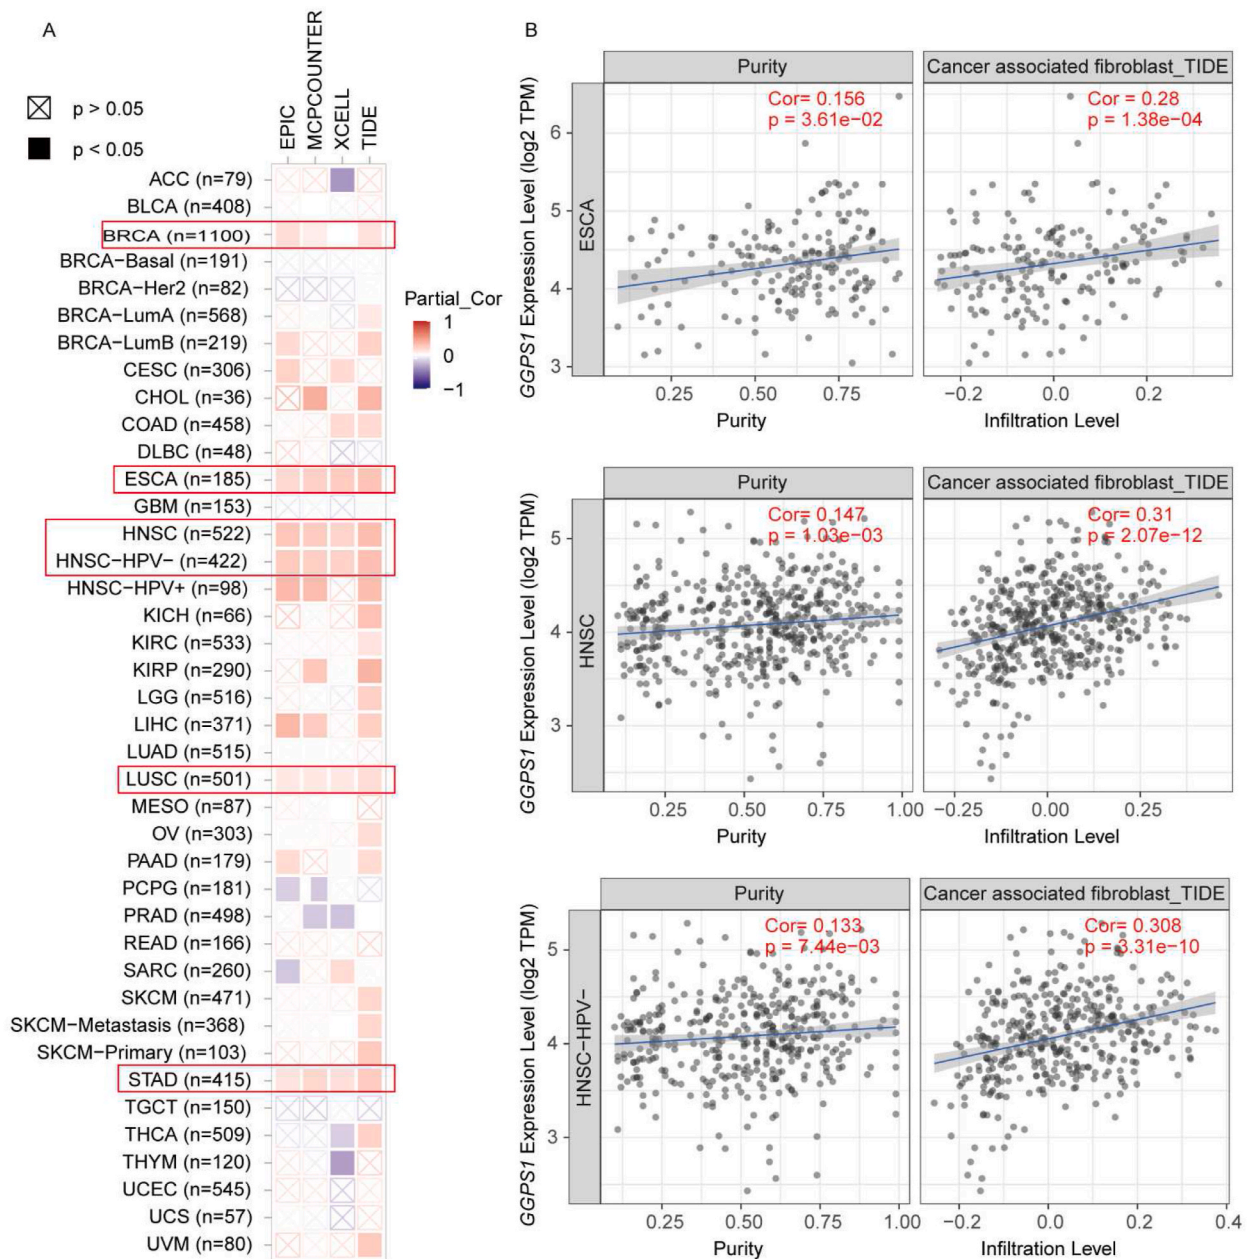 A
p > 0.05
p < 0.05
EPIC
MCPCOUNTER
XCELL
TIDE
ACC (n=79)
BLCA (n=408)
BRCA (n=1100)
BRCA−Basal (n=191)
BRCA−Her2 (n=82)
BRCA−LumA (n=568)
BRCA−LumB (n=219)
CESC (n=306)
CHOL (n=36)
COAD (n=458)
DLBC (n=48)
ESCA (n=185)
GBM (n=153)
HNSC (n=522)
HNSC−HPV− (n=422)
HNSC−HPV+ (n=98)
KICH (n=66)
KIRC (n=533)
KIRP (n=290)
LGG (n=516)
LIHC (n=371)
LUAD (n=515)
LUSC (n=501)
MESO (n=87)
OV (n=303)
PAAD (n=179)
PCPG (n=181)
PRAD (n=498)
READ (n=166)
SARC (n=260)
SKCM (n=471)
SKCM−Metastasis (n=368)
SKCM−Primary (n=103)
STAD (n=415)
TGCT (n=150)
THCA (n=509)
THYM (n=120)
UCEC (n=545)
UCS (n=57)
UVM (n=80)
Partial_Cor
1
0
−1
B
Purity
Cancer associated fibroblast_TIDE
Cor= 0.156
p = 3.61e−02
Cor = 0.28
p = 1.38e−04
GGPS1 Expression Level (log2 TPM)
ESCA
6
5
4
3
0.25 0.50 0.75
−0.2 0.0 0.2
Purity
Infiltration Level
Purity
Cancer associated fibroblast_TIDE
Cor= 0.147
p = 1.03e−03
Cor= 0.31
p = 2.07e−12
GGPS1 Expression Level (log2 TPM)
HNSC
5
4
3
0.25 0.50 0.75 1.00
−0.25 0.00 0.25
Purity
Infiltration Level
Purity
Cancer associated fibroblast_TIDE
Cor= 0.133
p = 7.44e−03
Cor= 0.308
p = 3.31e−10
GGPS1 Expression Level (log2 TPM)
HNSC−HPV−
5
4
3
0.25 0.50 0.75 1.00
−0.2 0.0 0.2 0.4
Purity
Infiltration Level